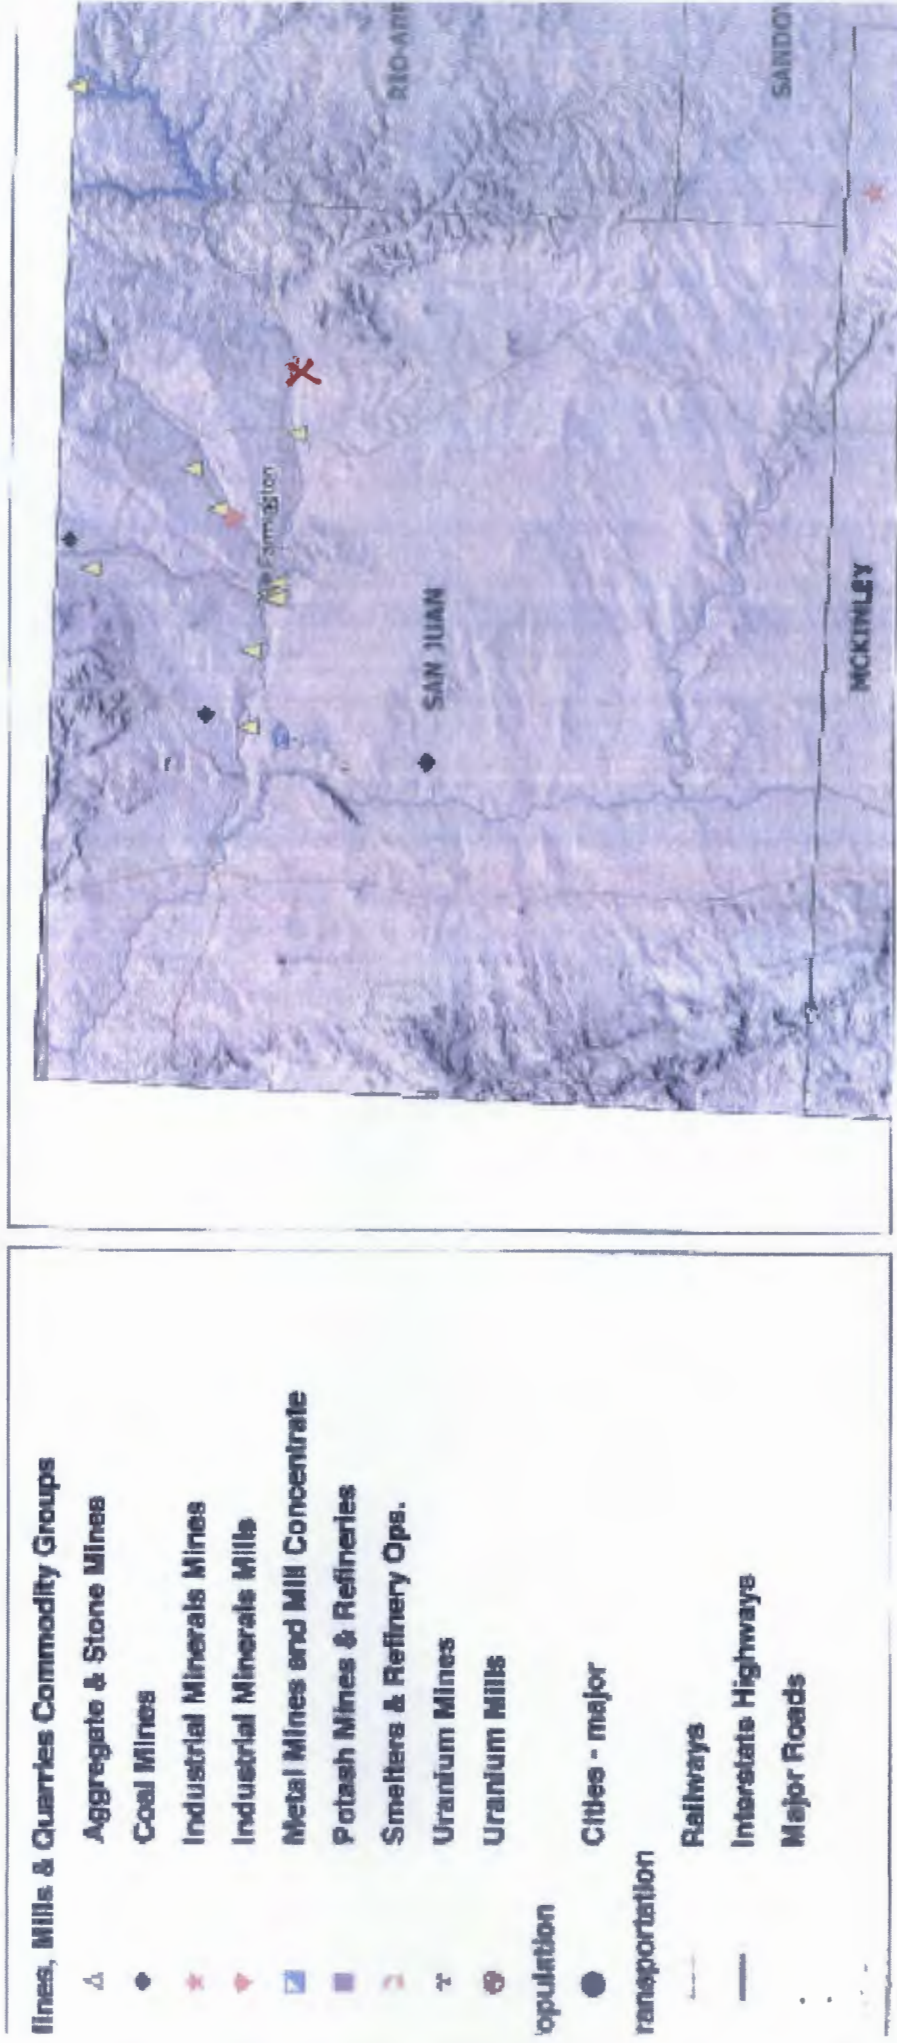 lines, Mills & Quarries Commodity Groups
Aggregate & Stone Mines
Coal Mines
Industrial Minerals Mines
Industrial Minerals Mills
Metal Mines and Mill Concentrate
Potash Mines & Refineries
Smelters & Refinery Ops.
Uranium Mines
Uranium Mills
opulation
Cities - major
ransportation
Railways
Interstate Highways
Major Roads
Farmington
SAN JUAN
RIO ARR
SANDOV
MCKINLEY